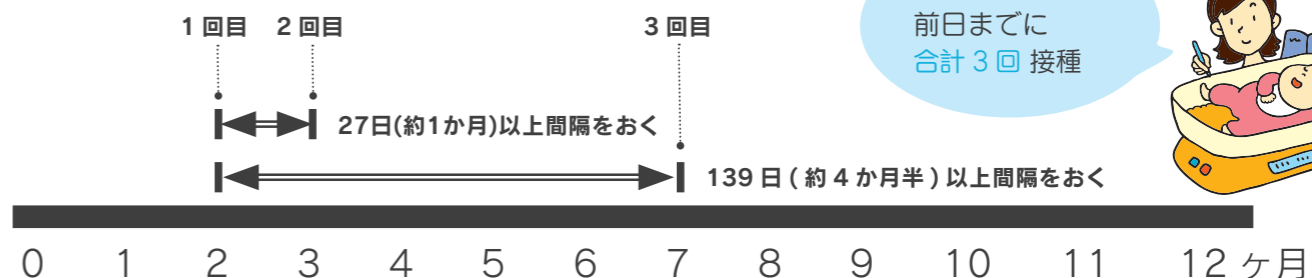 1 回目 2 回目 3 回目
前日までに
合計 3 回 接種
27日(約1か月)以上間隔をおく
139 日 ( 約 4 か月半 ) 以上間隔をおく
0 1 2 3 4 5 6 7 8 9 10 11 12 ヶ月